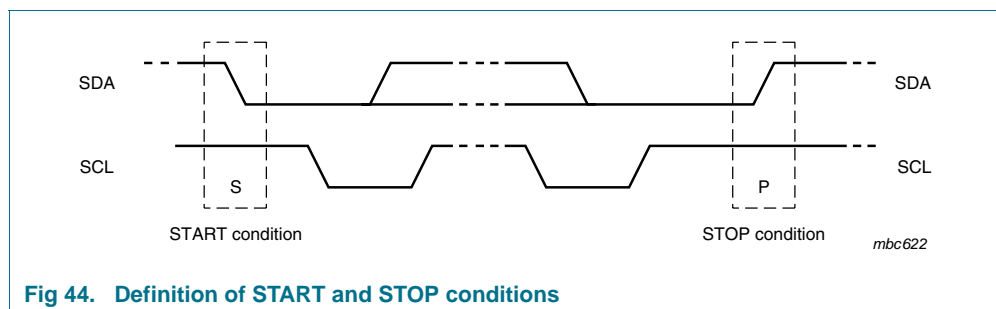 SDA
SDA
SCL
SCL
S
P
START condition
STOP condition
mbc622
Fig 44. Definition of START and STOP conditions